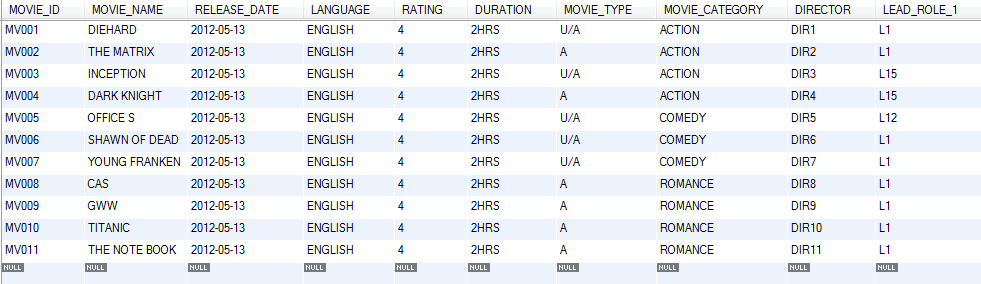 MOVIE_ID MOVIE_NAME RELEASE_DATE LANGUAGE RATING DURATION MOVIE_TYPE MOVIE_CATEGORY DIRECTOR LEAD_ROLE_1
MV001 DIEHARD 2012-05-13 ENGLISH 4 2HRS U/A ACTION DIR1 L1
MV002 THE MATRIX 2012-05-13 ENGLISH 4 2HRS A ACTION DIR2 L1
MV003 INCEPTION 2012-05-13 ENGLISH 4 2HRS U/A ACTION DIR3 L15
MV004 DARK KNIGHT 2012-05-13 ENGLISH 4 2HRS A ACTION DIR4 L15
MV005 OFFICE S 2012-05-13 ENGLISH 4 2HRS U/A COMEDY DIR5 L12
MV006 SHAWN OF DEAD 2012-05-13 ENGLISH 4 2HRS U/A COMEDY DIR6 L1
MV007 YOUNG FRANKEN 2012-05-13 ENGLISH 4 2HRS U/A COMEDY DIR7 L1
MV008 CAS 2012-05-13 ENGLISH 4 2HRS A ROMANCE DIR8 L1
MV009 GWW 2012-05-13 ENGLISH 4 2HRS A ROMANCE DIR9 L1
MV010 TITANIC 2012-05-13 ENGLISH 4 2HRS A ROMANCE DIR10 L1
MV011 THE NOTE BOOK 2012-05-13 ENGLISH 4 2HRS A ROMANCE DIR11 L1
NULL NULL NULL NULL NULL NULL NULL NULL NULL NULL